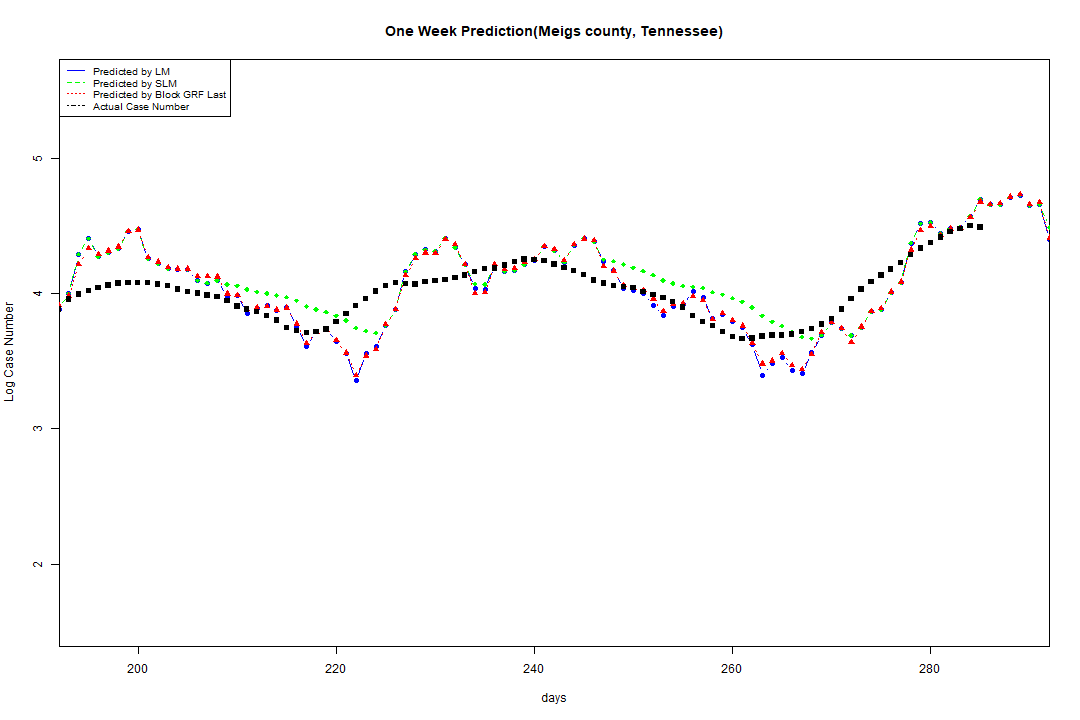 One Week Prediction(Meigs county, Tennessee)
Predicted by LM
Predicted by SLM
Predicted by Block GRF Last
Actual Case Number
5
4
3
2
Log Case Number
200 220 240 260 280
days